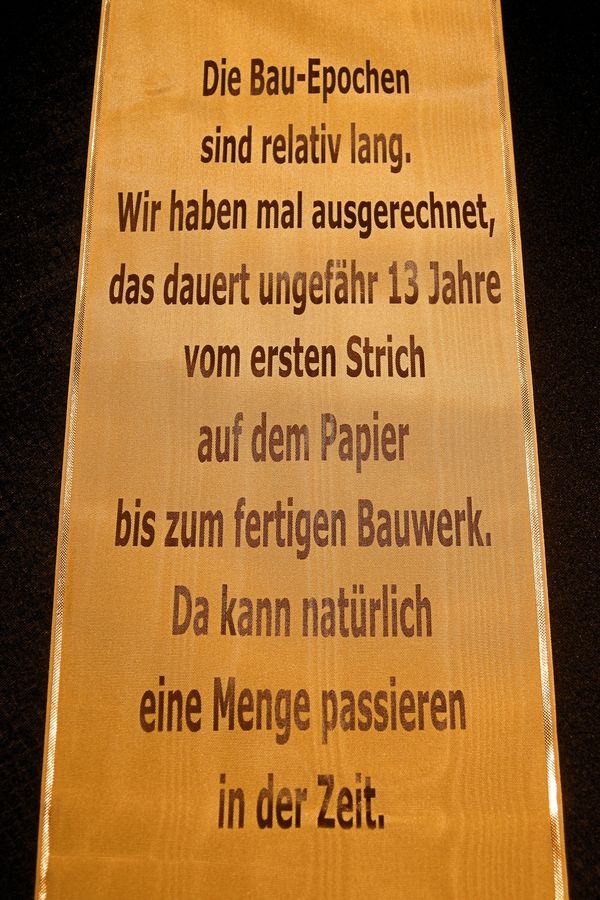 Die Bau-Epochen
sind relativ lang.
Wir haben mal ausgerechnet,
das dauert ungefähr 13 Jahre
vom ersten Strich
auf dem Papier
bis zum fertigen Bauwerk.
Da kann natürlich
eine Menge passieren
in der Zeit.